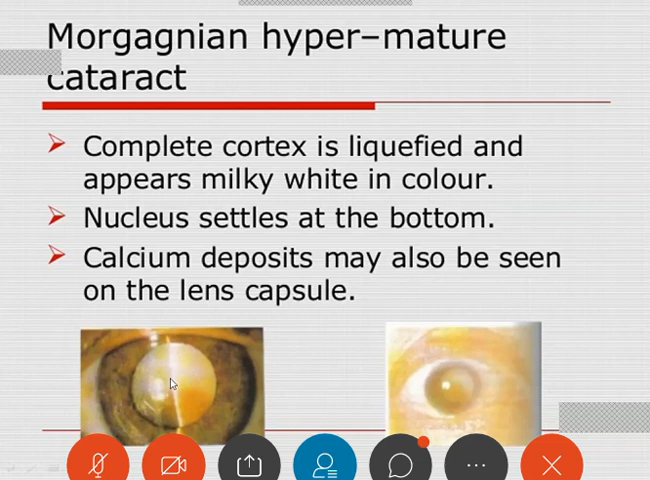 Morgagnian hyper–mature
cataract
Complete cortex is liquefied and
appears milky white in colour.
Nucleus settles at the bottom.
Calcium deposits may also be seen
on the lens capsule.